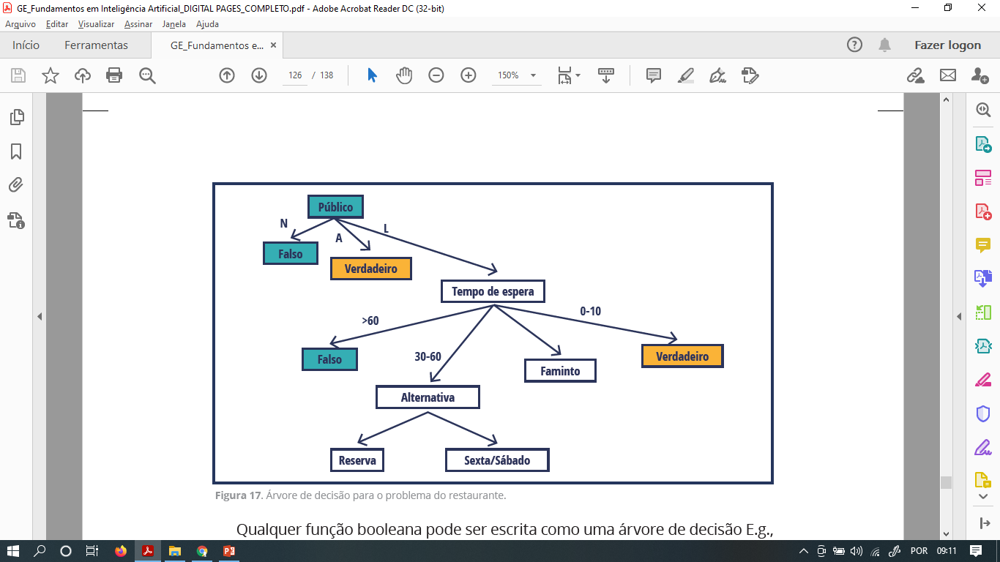 GE_Fundamentos em Inteligência Artificial_DIGITAL PAGES_COMPLETO.pdf - Adobe Acrobat Reader DC (32-bit)
Arquivo Editar Visualizar Assinar Janela Ajuda
Início Ferramentas GE_Fundamentos e... × Fazer logon
126 / 138 150%
Público
N A L
Falso
Verdadeiro
Tempo de espera
>60 0-10
30-60
Falso
Faminto
Verdadeiro
Alternativa
Reserva Sexta/Sábado
Figura 17. Árvore de decisão para o problema do restaurante.
Qualquer função booleana pode ser escrita como uma árvore de decisão E.g.,
POR 09:11